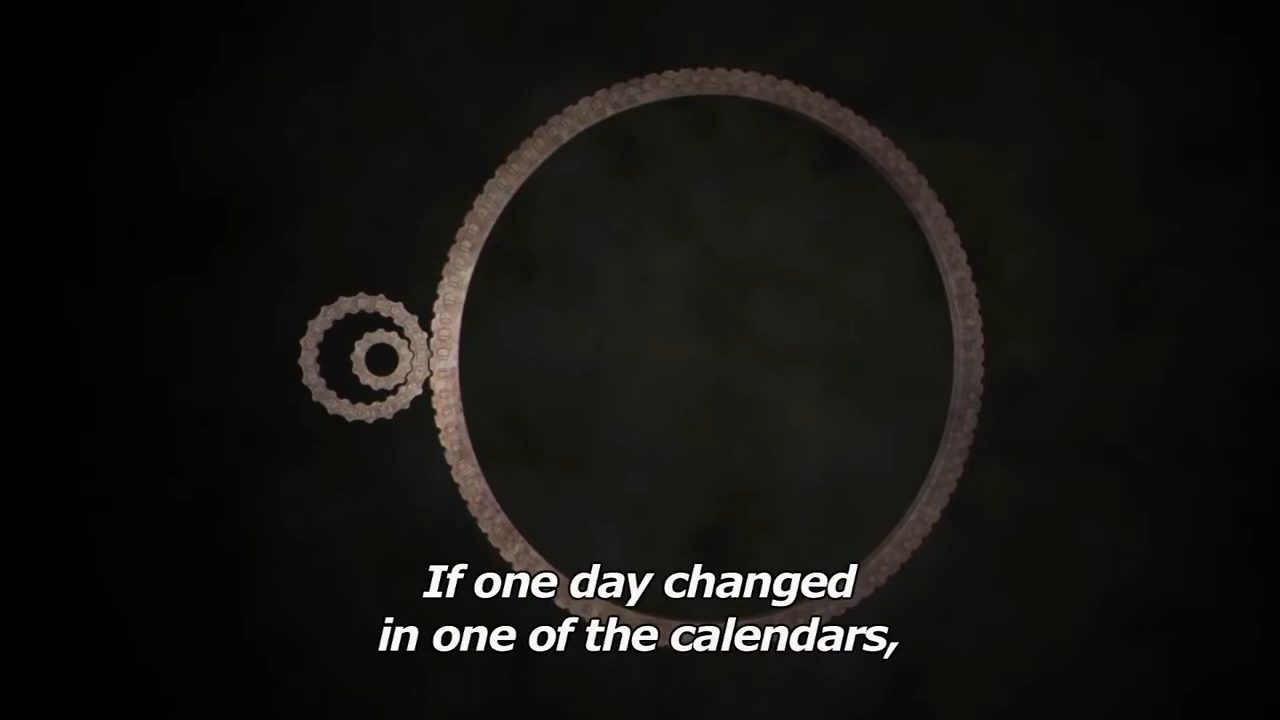 If one day changed
in one of the calendars,